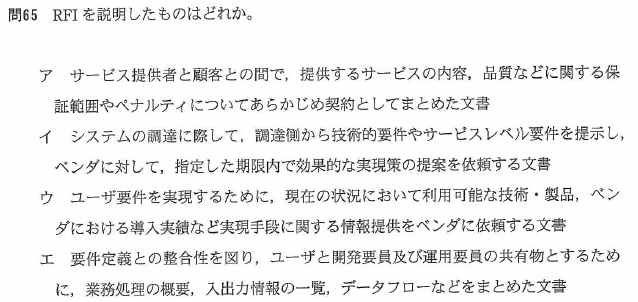 問65 RFIを説明したものはどれか。
ア サービス提供者と顧客との間で，提供するサービスの内容，品質などに関する保
証範囲やペナルティについてあらかじめ契約としてまとめた文書
イ システムの調達に際して，調達側から技術的要件やサービスレベル要件を提示し，
ベンダに対して，指定した期限内で効果的な実現策の提案を依頼する文書
ウ ユーザ要件を実現するために，現在の状況において利用可能な技術・製品，ベン
ダにおける導入実績など実現手段に関する情報提供をベンダに依頼する文書
エ 要件定義との整合性を図り，ユーザと開発要員及び運用要員の共有物とするため
に，業務処理の概要，入出力情報の一覧，データフローなどをまとめた文書